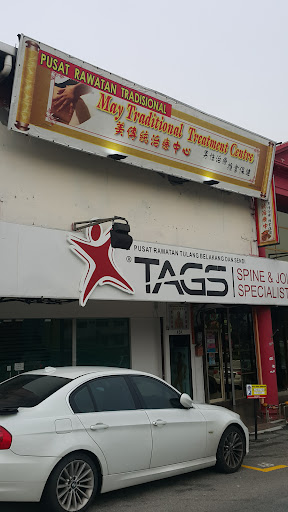 PUSAT RAWATAN TRADISIONAL
May Traditional Treatment Centre
美傳統治療中心
PUSAT RAWATAN TULANG BELAKANG DAN SENDI
® TAGS
SPINE & JO
SPECIALIST